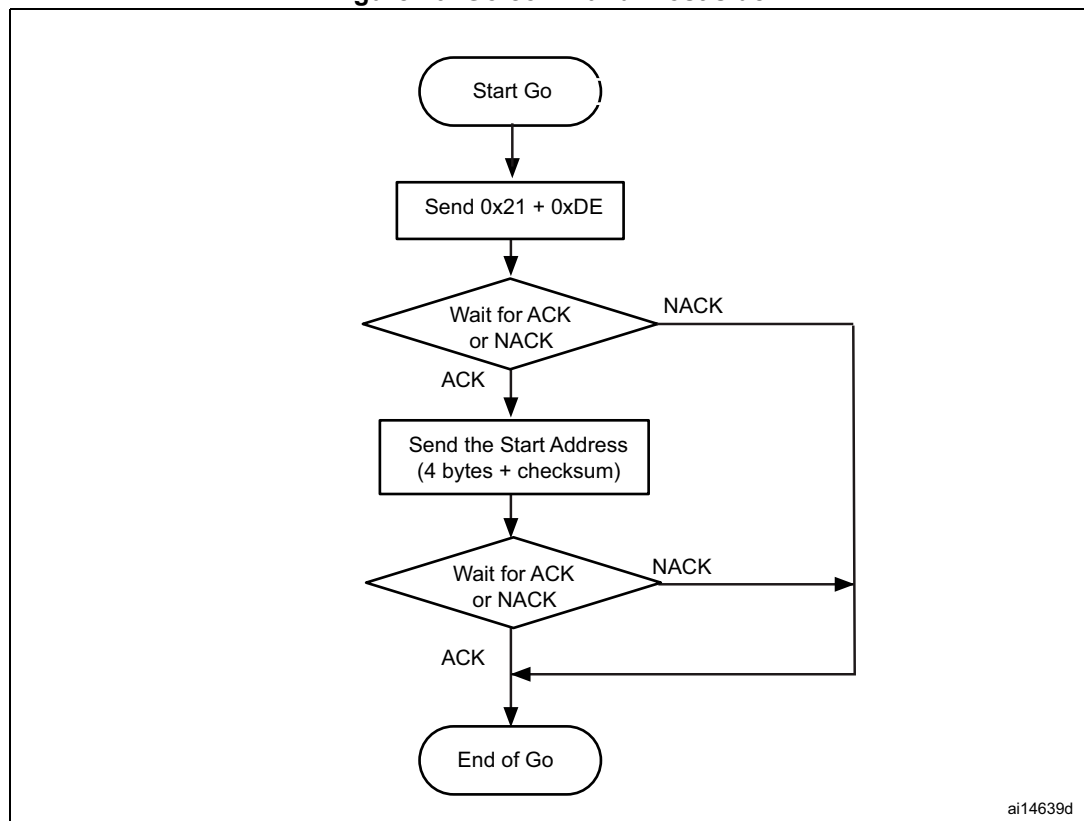 Start Go
Send 0x21 + 0xDE
Wait for ACK
or NACK
NACK
ACK
Send the Start Address
(4 bytes + checksum)
Wait for ACK
or NACK
NACK
ACK
End of Go
ai14639d